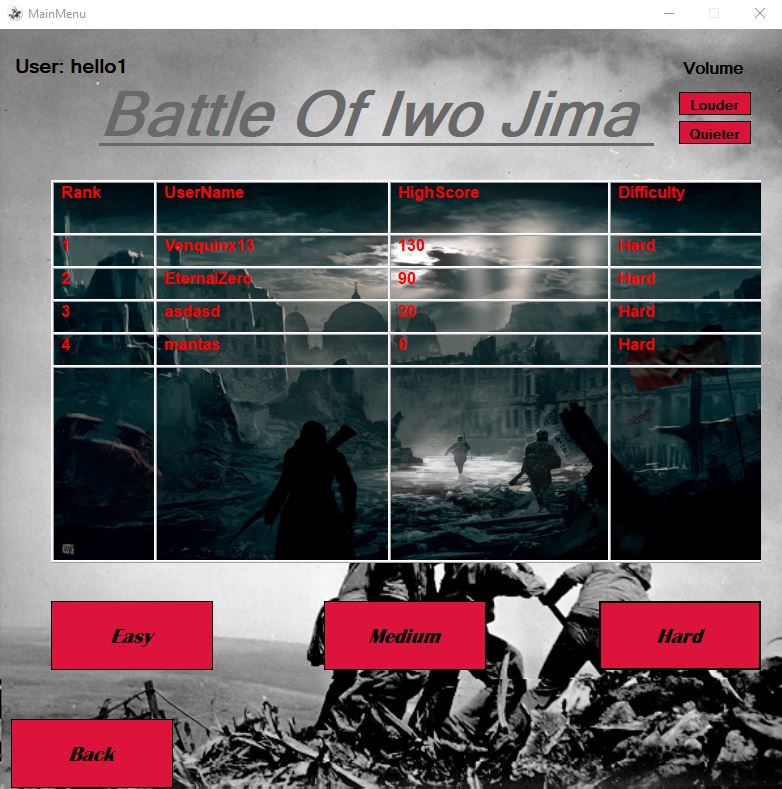 MainMenu
User: hello1
Volume
Battle Of Iwo Jima
Louder
Quieter
Rank UserName HighScore Difficulty
1 Venquinx13 130 Hard
2 EternalZero 90 Hard
3 asdasd 20 Hard
4 mantas 0 Hard
Easy Medium Hard
Back